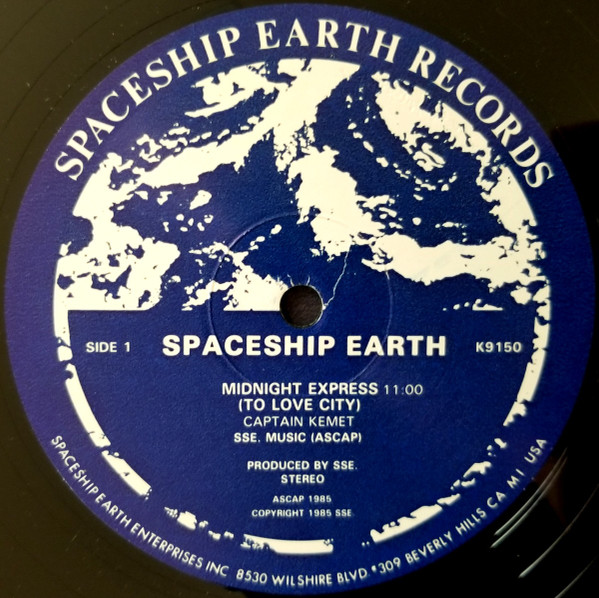 SPACESHIP EARTH RECORDS
SIDE 1
SPACESHIP EARTH
K9150
MIDNIGHT EXPRESS 11:00
(TO LOVE CITY)
CAPTAIN KEMET
SSE. MUSIC (ASCAP)
PRODUCED BY SSE.
STEREO
ASCAP 1985
COPYRIGHT 1985 SSE
SPACESHIP EARTH ENTERPRISES INC 8530 WILSHIRE BLVD #309 BEVERLY HILLS CA M I USA